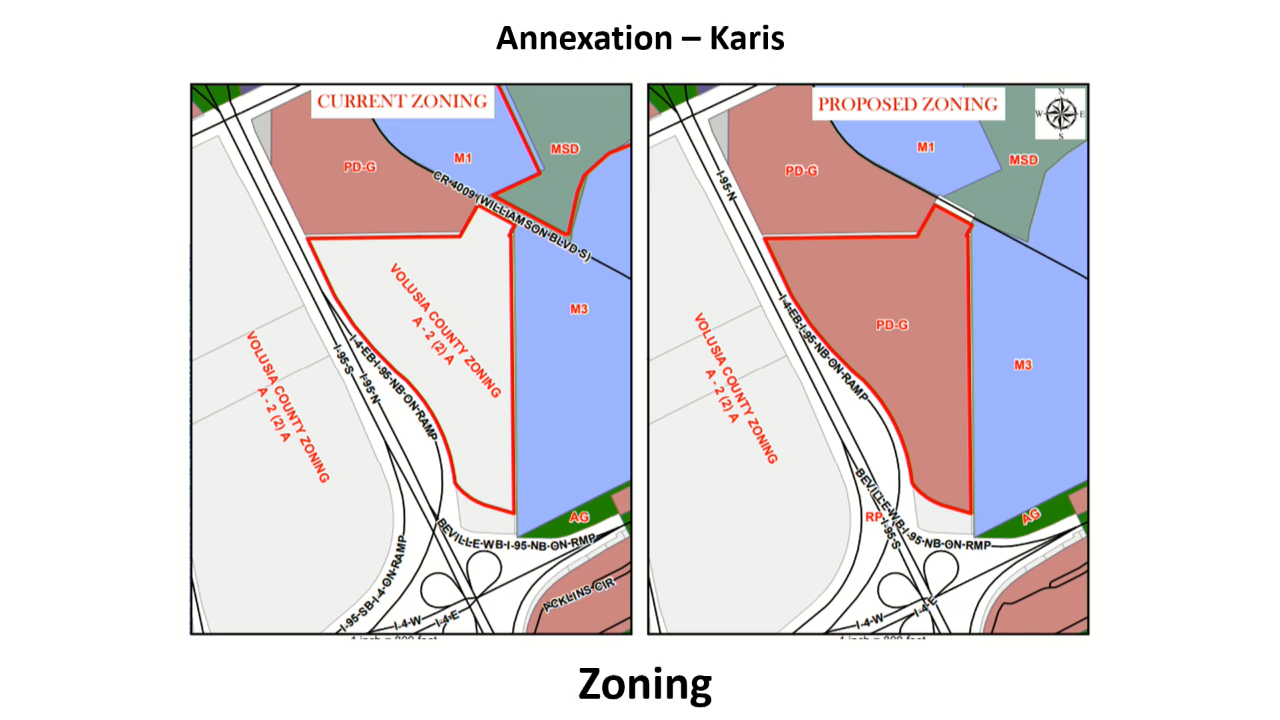 Annexation – Karis
CURRENT ZONING
PD-G
M1
MSD
CR-4009 (WILLIAMSON BLVD S)
VOLUSIA COUNTY ZONING
A - 2 (2) A
M3
VOLUSIA COUNTY ZONING
A - 2 (2) A
I-4-EB-I-95-NB-ON-RAMP
I-95-S
I-95-N
AG
BEVILLE-WB-I-95-NB-ON-RMP
I-95-SB-I-4-ON-RAMP
I-4-W
I-4-E
ACKLINS CIR
PROPOSED ZONING
N
W
E
S
PD-G
M1
MSD
I-95-N
I-4-EB-I-95-NB-ON-RAMP
PD-G
M3
VOLUSIA COUNTY ZONING
A - 2 (2) A
RP
I-95-S
BEVILLE-WB-I-95-NB-ON-RMP
AG
I-4-W
I-4-E
Zoning